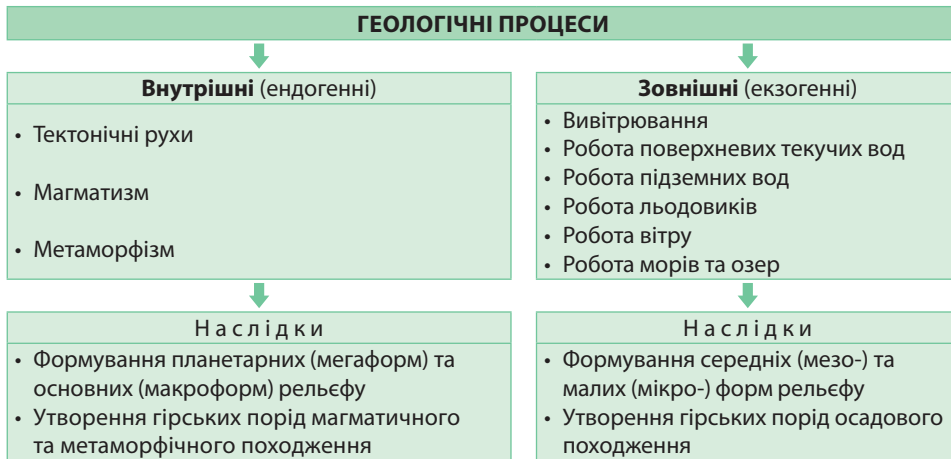 ГЕОЛОГІЧНІ ПРОЦЕСИ
Внутрішні (ендогенні)
• Тектонічні рухи
• Магматизм
• Метаморфізм
Зовнішні (екзогенні)
• Вивітрювання
• Робота поверхневих текучих вод
• Робота підземних вод
• Робота льодовиків
• Робота вітру
• Робота морів та озер
Наслідки
• Формування планетарних (мегаформ) та
основних (макроформ) рельєфу
• Утворення гірських порід магматичного
та метаморфічного походження
Наслідки
• Формування середніх (мезо-) та
малих (мікро-) форм рельєфу
• Утворення гірських порід осадового
походження